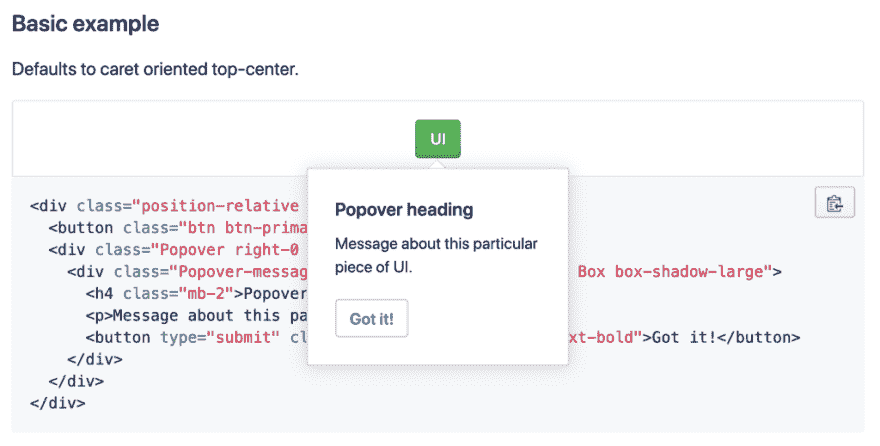 Basic example
Defaults to caret oriented top-center.
UI
<div class="position-relative
<button class="btn btn-prima
<div class="Popover right-0
<div class="Popover-messag Box box-shadow-large">
<h4 class="mb-2">Popover
<p>Message about this pa
<button type="submit" cl xt-bold">Got it!</button>
</div>
</div>
</div>
Popover heading
Message about this particular
piece of UI.
Got it!